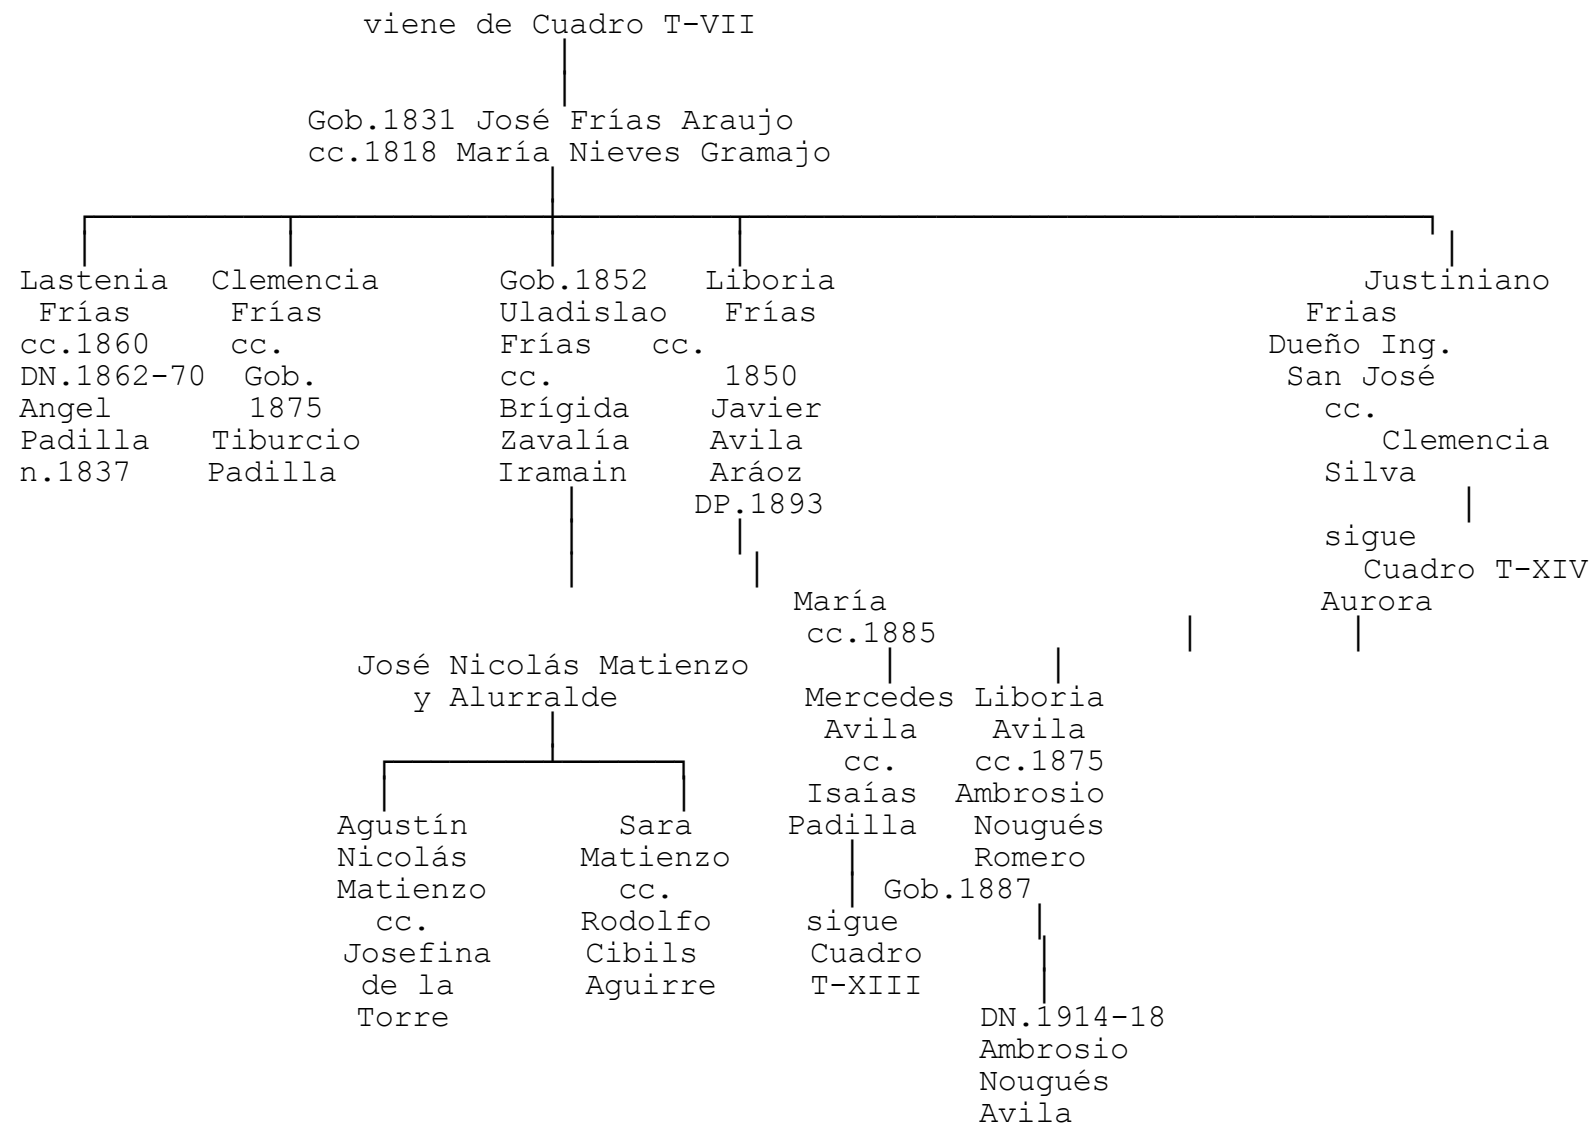 viene de Cuadro T-VII
Gob.1831 José Frías Araujo
cc.1818 María Nieves Gramajo
Lastenia Clemencia Gob.1852 Liboria Justiniano
Frías Frías Uladislao Frías Frias
cc.1860 cc. Frías cc. Dueño Ing.
DN.1862-70 Gob. cc. 1850 San José
Angel 1875 Brígida Javier cc.
Padilla Tiburcio Zavalía Avila Clemencia
n.1837 Padilla Iramain Aráoz Silva
DP.1893
sigue
Cuadro T-XIV
María Aurora
cc.1885
José Nicolás Matienzo
y Alurralde Mercedes Liboria
Avila Avila
cc. cc.1875
Isaías Ambrosio
Agustín Sara Padilla Nougués
Nicolás Matienzo Romero
Matienzo cc. Gob.1887
cc. Rodolfo sigue
Josefina Cibils Cuadro
de la Aguirre T-XIII
Torre DN.1914-18
Ambrosio
Nougués
Avila